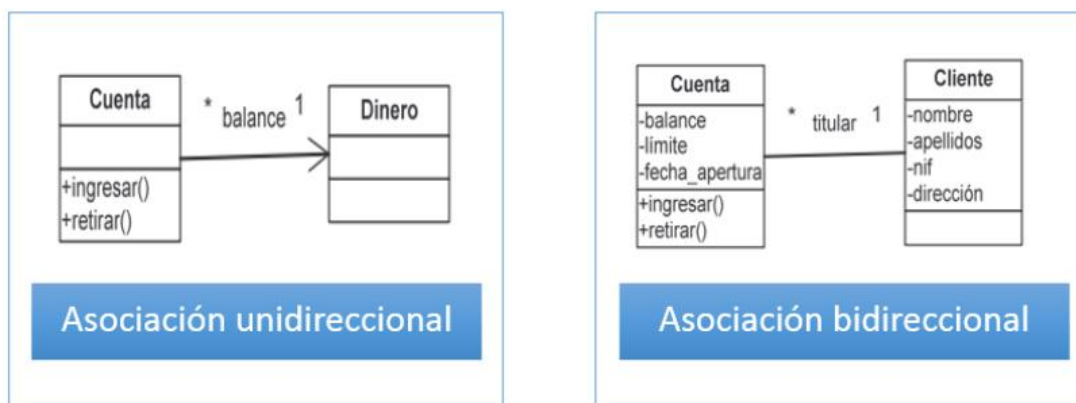 Cuenta
* balance 1
Dinero
+ingresar()
+retirar()
Asociación unidireccional
Cuenta
-balance
-límite
-fecha_apertura
+ingresar()
+retirar()
* titular 1
Cliente
-nombre
-apellidos
-nif
-dirección
Asociación bidireccional